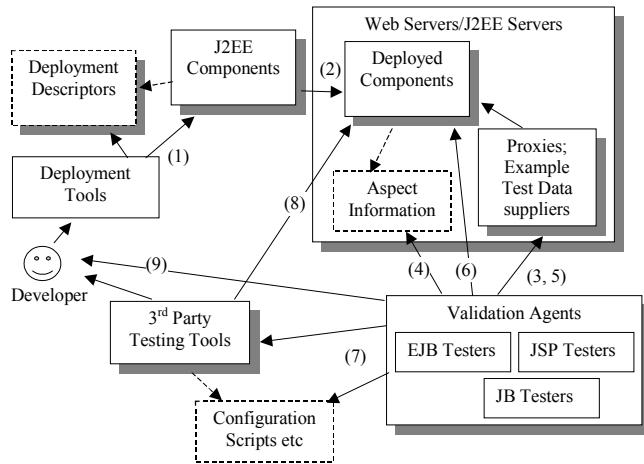 Web Servers/J2EE Servers
J2EE
Components
Deployment
Descriptors
(2)
Deployed
Components
(1)
Proxies;
Example
Test Data
suppliers
Deployment
Tools
Aspect
Information
(8)
(4)
(6)
(3, 5)
(9)
Developer
3rd Party
Testing Tools
Validation Agents
EJB Testers
JSP Testers
JB Testers
(7)
Configuration
Scripts etc